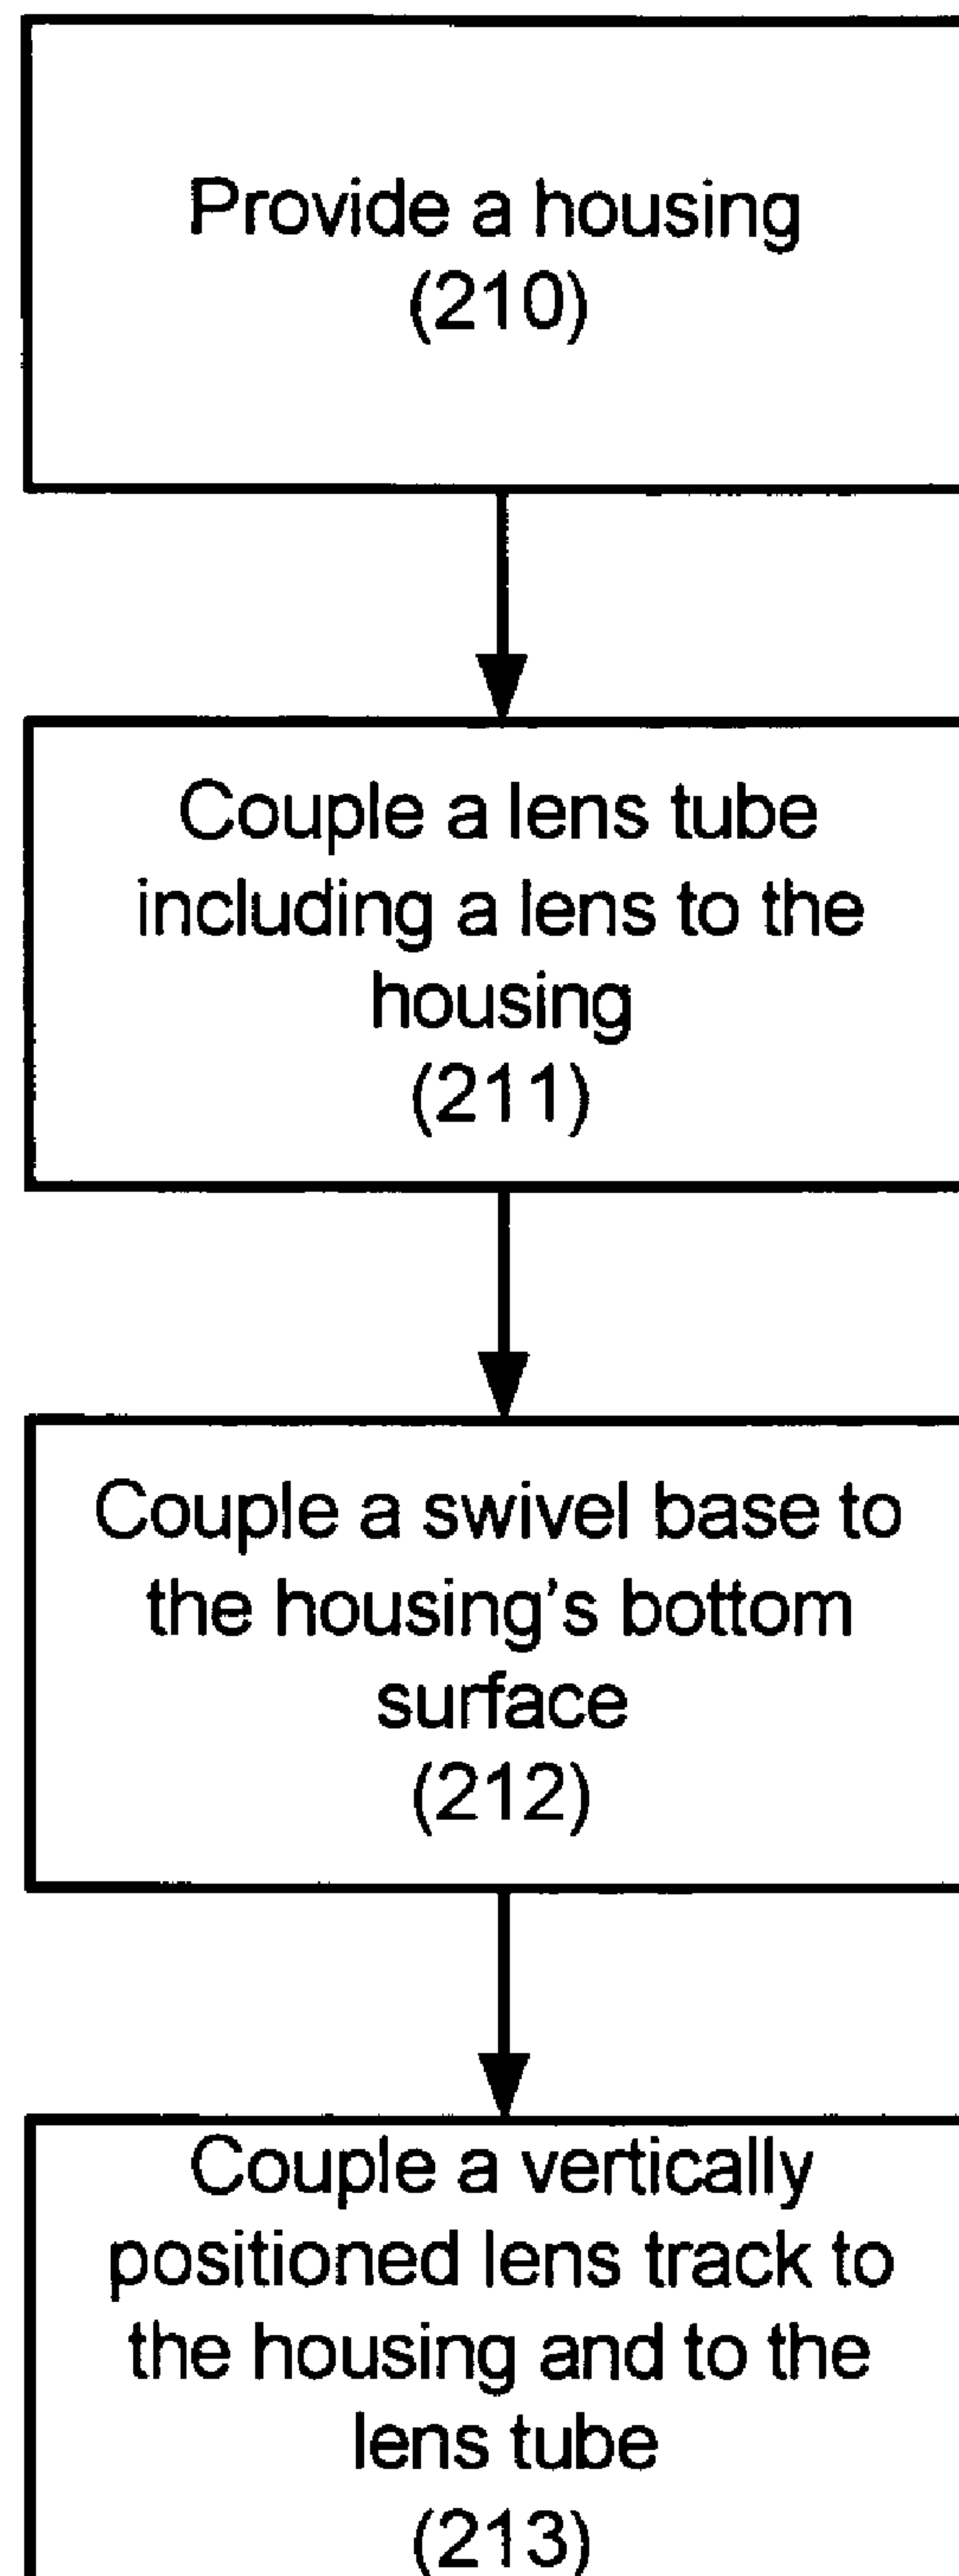 Provide a housing
(210)
Couple a lens tube
including a lens to the
housing
(211)
Couple a swivel base to
the housing's bottom
surface
(212)
Couple a vertically
positioned lens track to
the housing and to the
lens tube
(213)